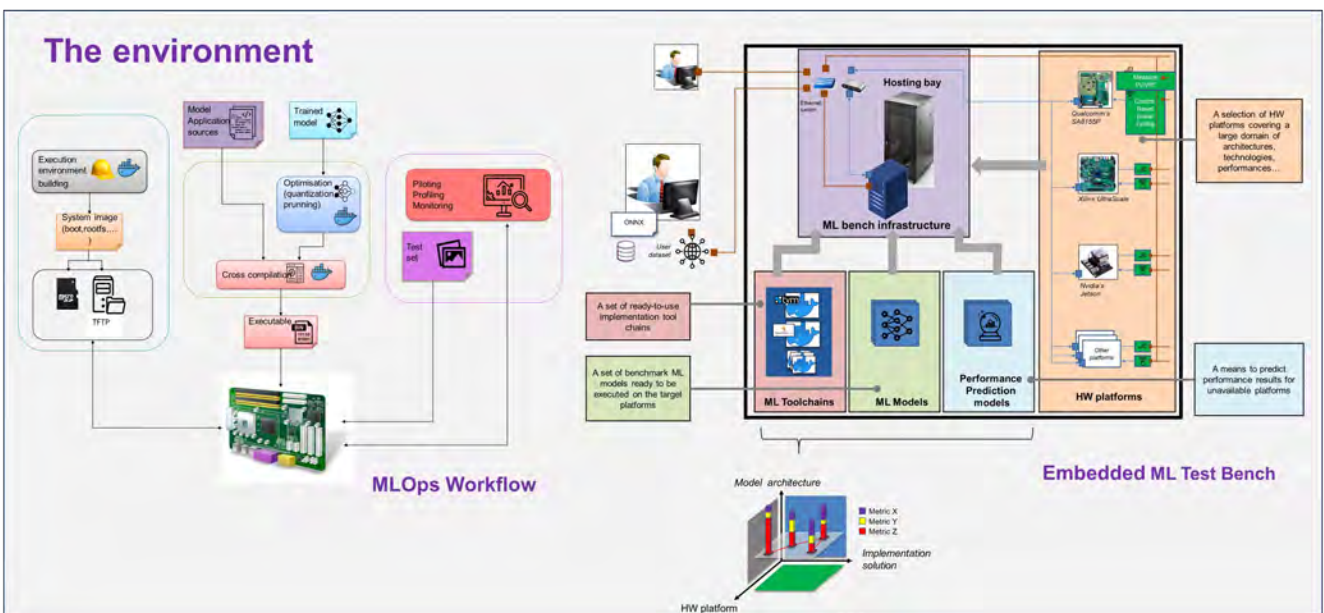 The environment
Execution
environment
building
System image
(boot,rootfs,....
)
TFTP
Model
Application
sources
Trained
model
Optimisation
(quantization
prunning)
Cross compilation
Executable
Piloting
Profiling
Monitoring
Test
set
MLOps Workflow
ONNX
User
dataset
Ethernet
switch
Hosting bay
ML bench infrastructure
Qualcomm's
SA8155P
Measure
power
cycling
Xilinx UltraScale
Nvidia's
Jetson
Other
platforms
HW platforms
A selection of HW
platforms covering a
large domain of
architectures,
technologies,
performances...
A set of ready-to-use
implementation tool
chains
A set of benchmark ML
models ready to be
executed on the target
platforms
tvm
ML Toolchains
ML Models
Performance
Prediction
models
A means to predict
performance results for
unavailable platforms
Embedded ML Test Bench
Model architecture
Metric X
Metric Y
Metric Z
Implementation
solution
HW platform